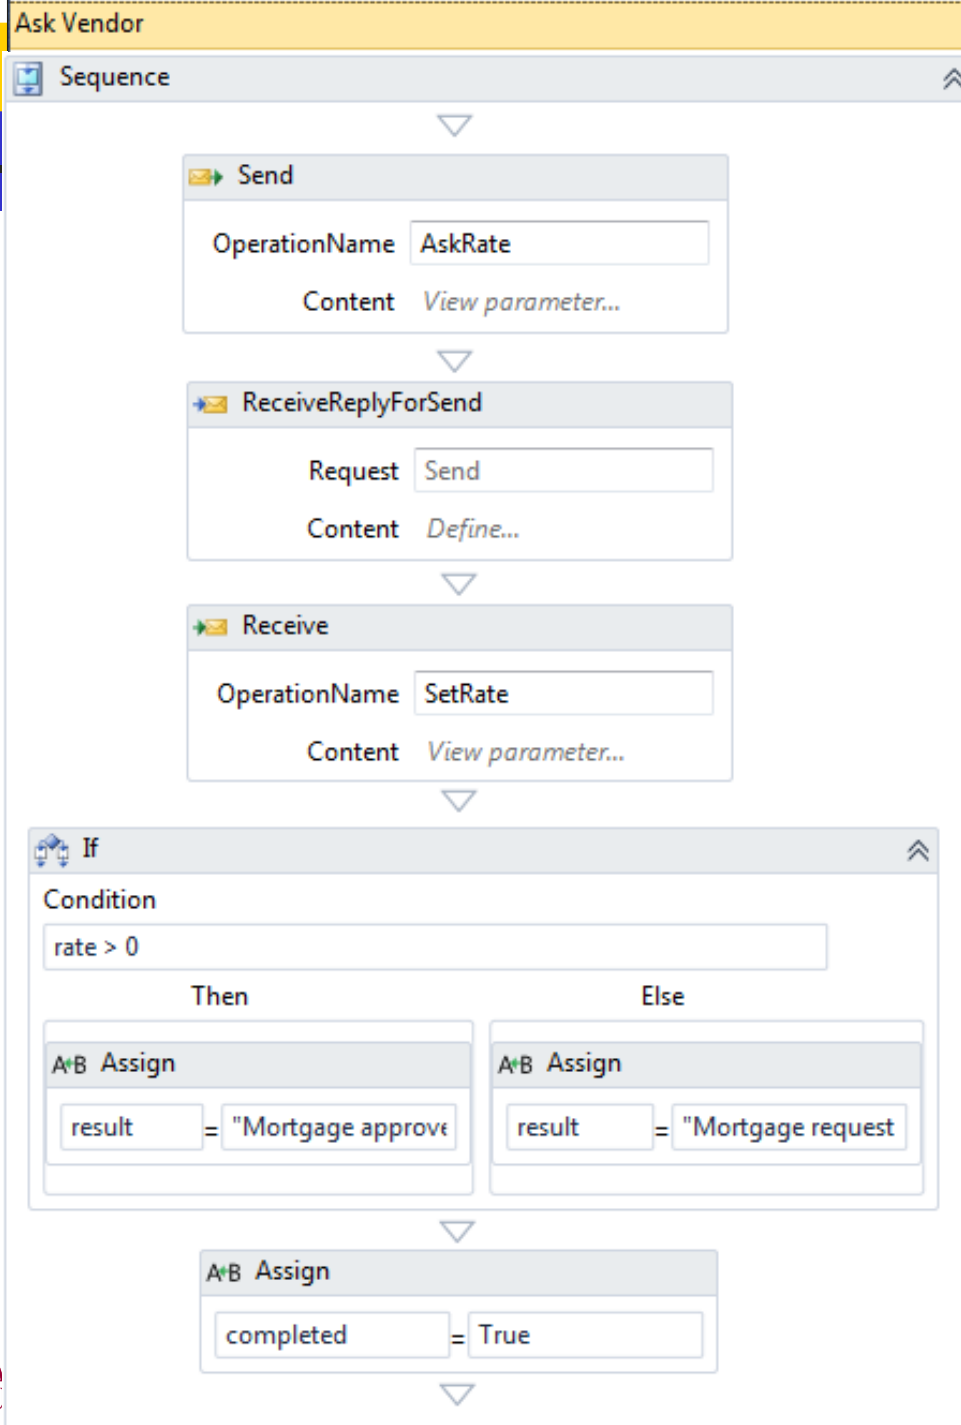 Ask Vendor
Sequence
Send
OperationName AskRate
Content View parameter...
ReceiveReplyForSend
Request Send
Content Define...
Receive
OperationName SetRate
Content View parameter...
If
Condition
rate > 0
Then Else
A+B Assign A+B Assign
result = "Mortgage approve result = "Mortgage request
A+B Assign
completed = True